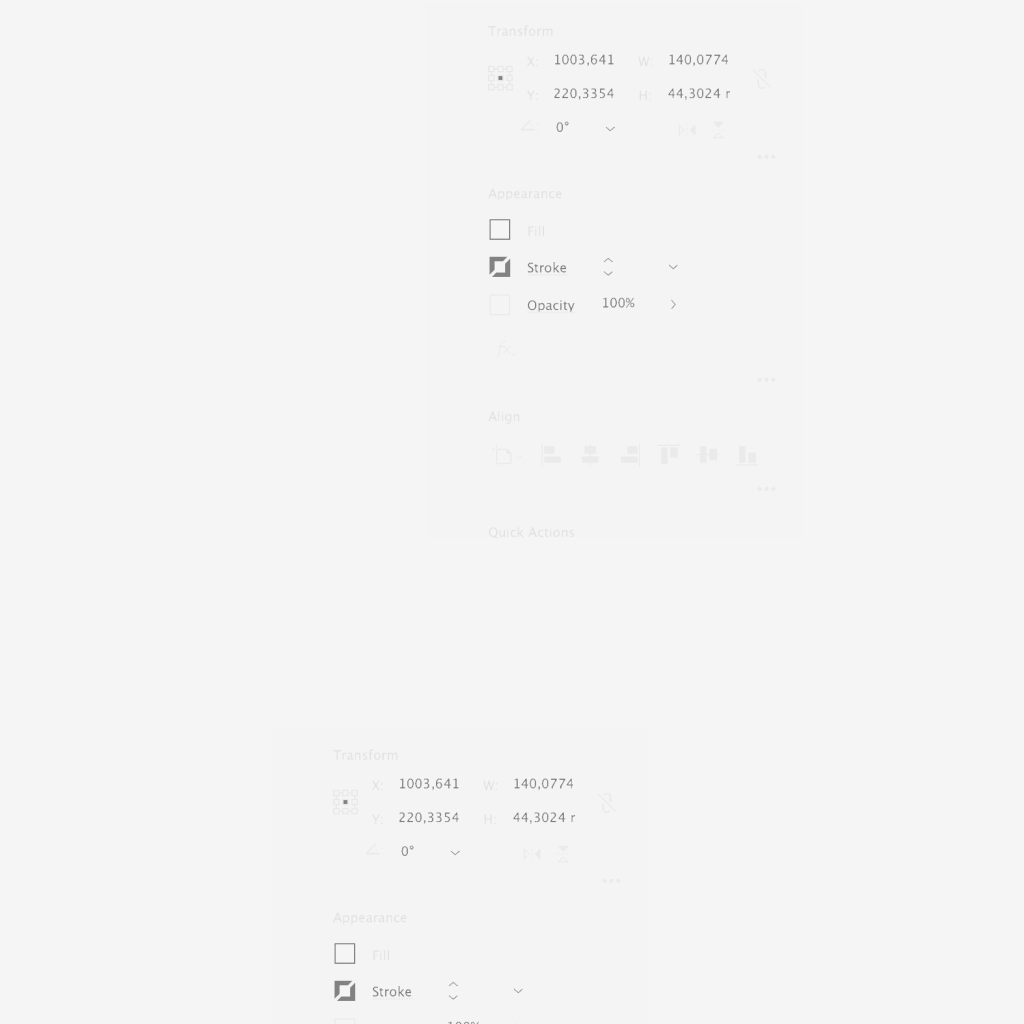 Transform
X: 1003,641 W: 140,0774
Y: 220,3354 H: 44,3024 r
0°
Appearance
Fill
Stroke
Opacity 100%
fx.
Align
Quick Actions
Transform
X: 1003,641 W: 140,0774
Y: 220,3354 H: 44,3024 r
0°
Appearance
Fill
Stroke
100%